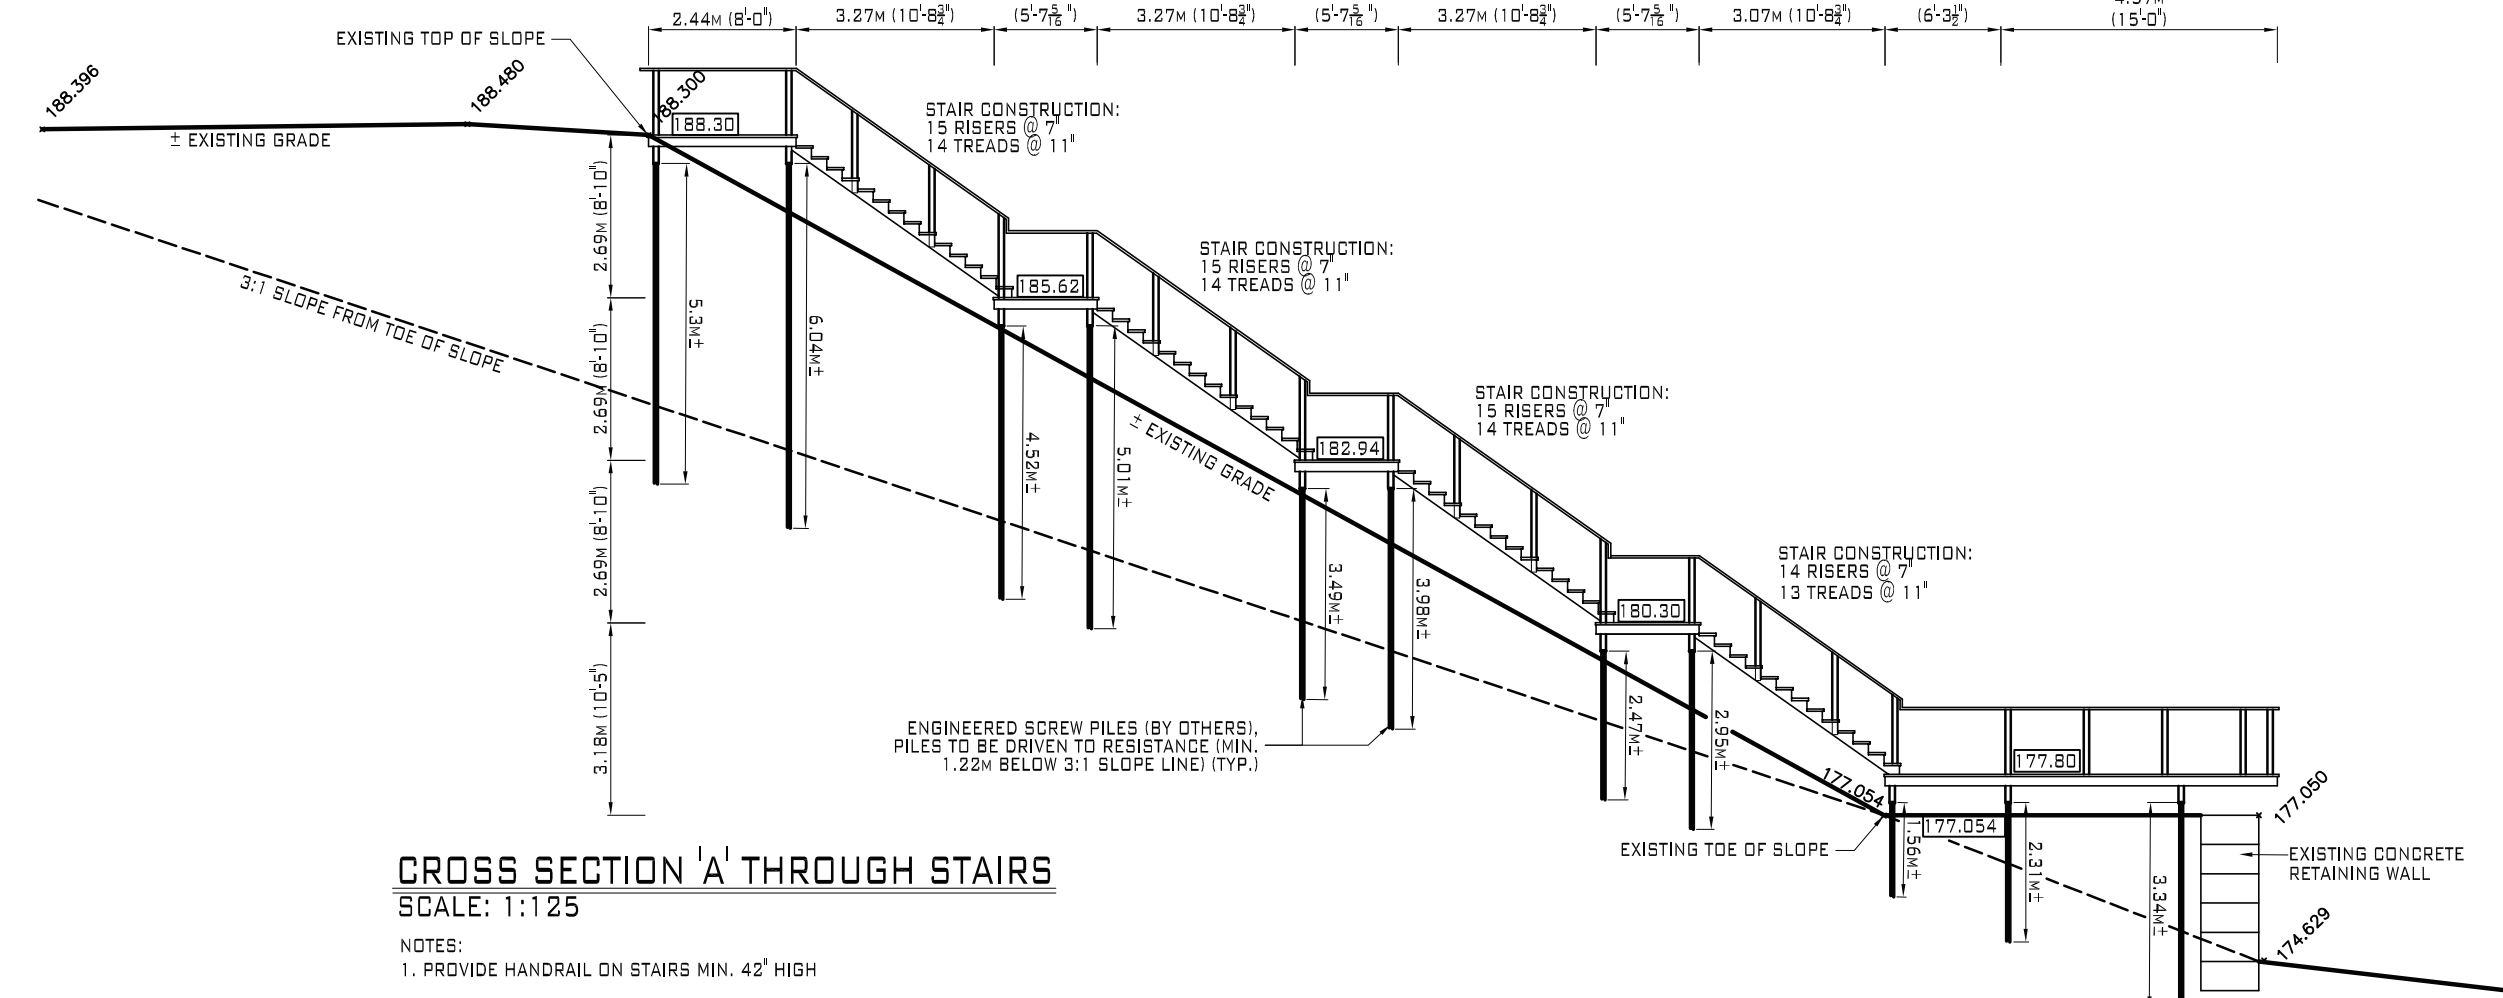 2.44M (8'-0")
3.27M (10'-8¾")
(5'-7 5/16")
3.27M (10'-8¾")
(5'-7 5/16")
3.27M (10'-8¾")
(5'-7 5/16")
3.07M (10'-8¾")
(6'-3½")
(15'-0")
EXISTING TOP OF SLOPE
188.396
188.480
188.300
188.30
± EXISTING GRADE
STAIR CONSTRUCTION:
15 RISERS @ 7"
14 TREADS @ 11"
2.69M (8'-10")
3:1 SLOPE FROM TOE OF SLOPE
5.3M±
6.04M±
185.62
STAIR CONSTRUCTION:
15 RISERS @ 7"
14 TREADS @ 11"
2.69M (8'-10")
4.52M±
5.01M±
± EXISTING GRADE
182.94
STAIR CONSTRUCTION:
15 RISERS @ 7"
14 TREADS @ 11"
2.69M (8'-10")
3.49M±
3.98M±
180.30
STAIR CONSTRUCTION:
14 RISERS @ 7"
13 TREADS @ 11"
3.18M (10'-5")
2.47M±
2.95M±
ENGINEERED SCREW PILES (BY OTHERS),
PILES TO BE DRIVEN TO RESISTANCE (MIN.
1.22M BELOW 3:1 SLOPE LINE) (TYP.)
177.80
177.054
177.050
177.054
EXISTING TOE OF SLOPE
1.56M±
2.31M±
3.34M±
EXISTING CONCRETE
RETAINING WALL
174.629
CROSS SECTION 'A' THROUGH STAIRS
SCALE: 1:125
NOTES:
1. PROVIDE HANDRAIL ON STAIRS MIN. 42" HIGH